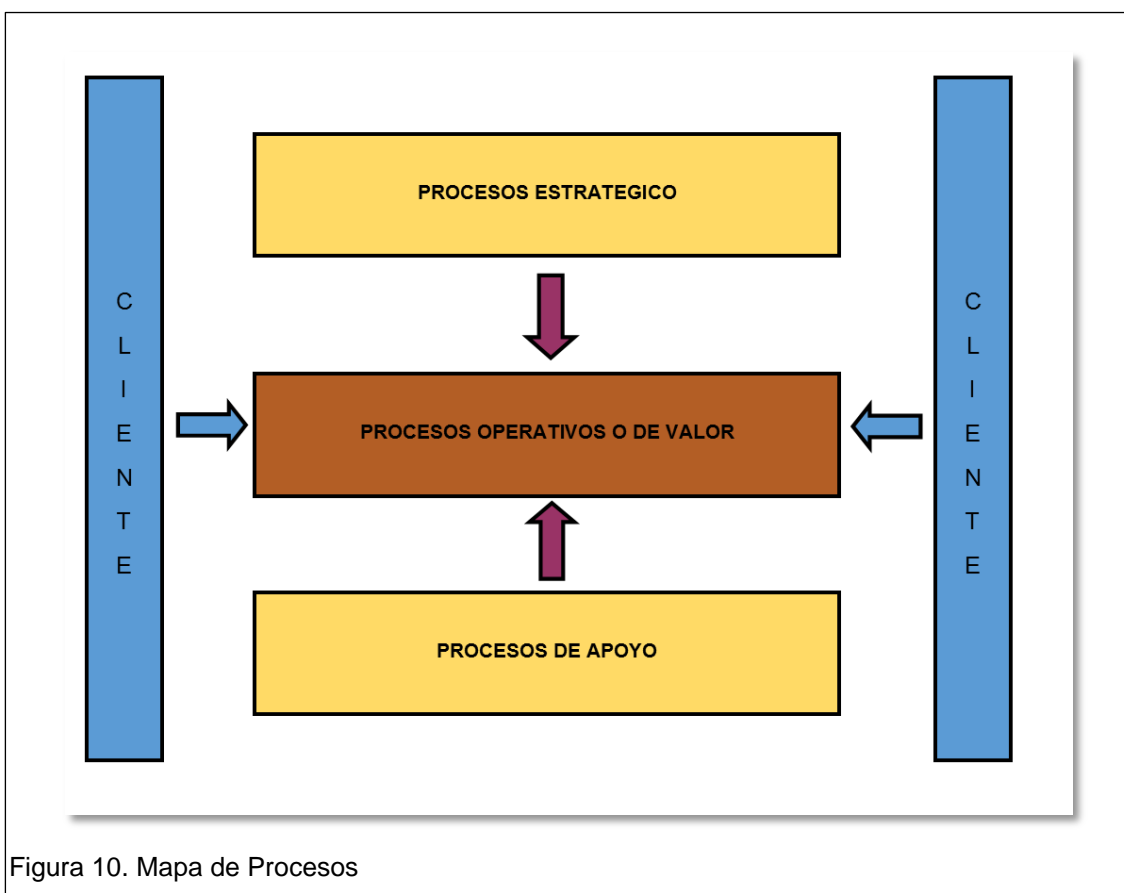 PROCESOS ESTRATEGICO
C
L
I
E
N
T
E
PROCESOS OPERATIVOS O DE VALOR
C
L
I
E
N
T
E
PROCESOS DE APOYO
Figura 10. Mapa de Procesos